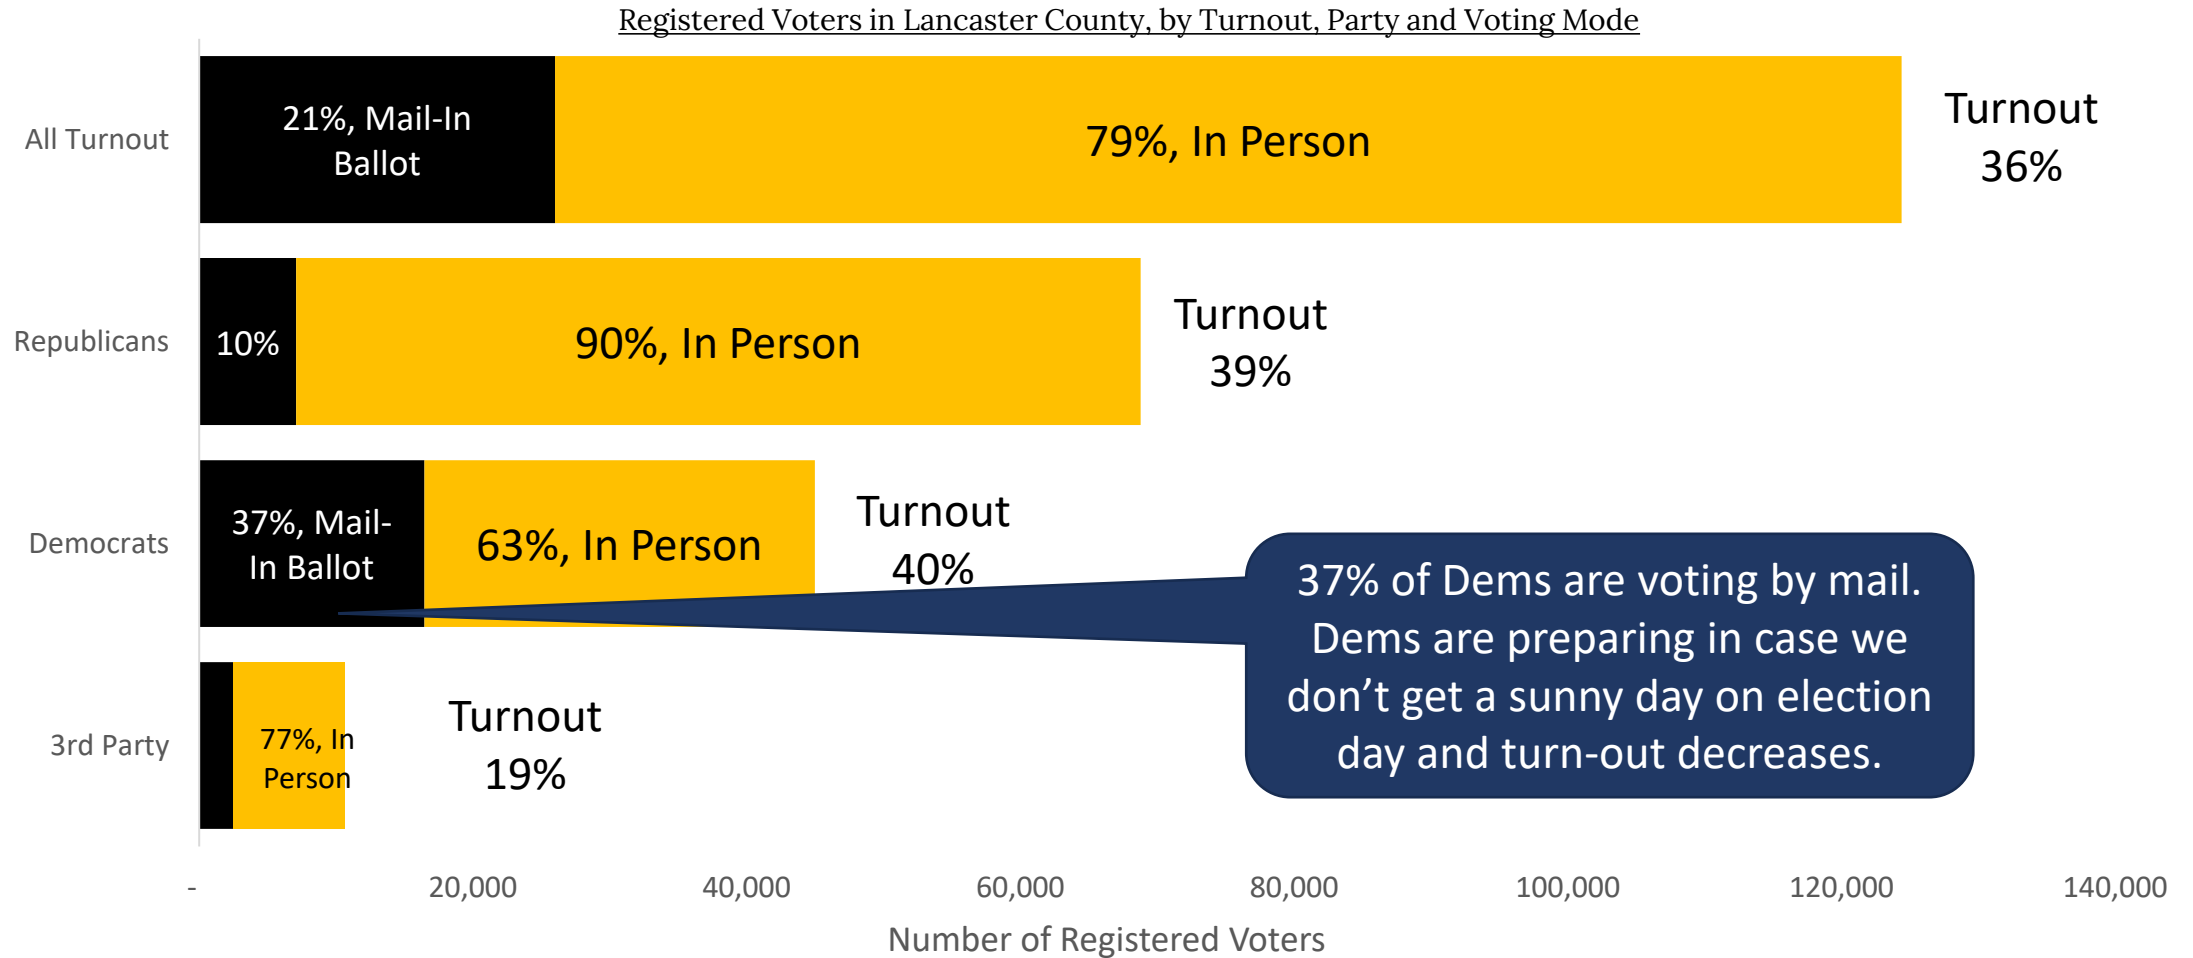 Registered Voters in Lancaster County, by Turnout, Party and Voting Mode
All Turnout
21%, Mail-In
Ballot
79%, In Person
Turnout
36%
Republicans
10%
90%, In Person
Turnout
39%
Democrats
37%, Mail-
In Ballot
63%, In Person
Turnout
40%
37% of Dems are voting by mail.
Dems are preparing in case we
don’t get a sunny day on election
day and turn-out decreases.
3rd Party
77%, In
Person
Turnout
19%
- 20,000 40,000 60,000 80,000 100,000 120,000 140,000
Number of Registered Voters